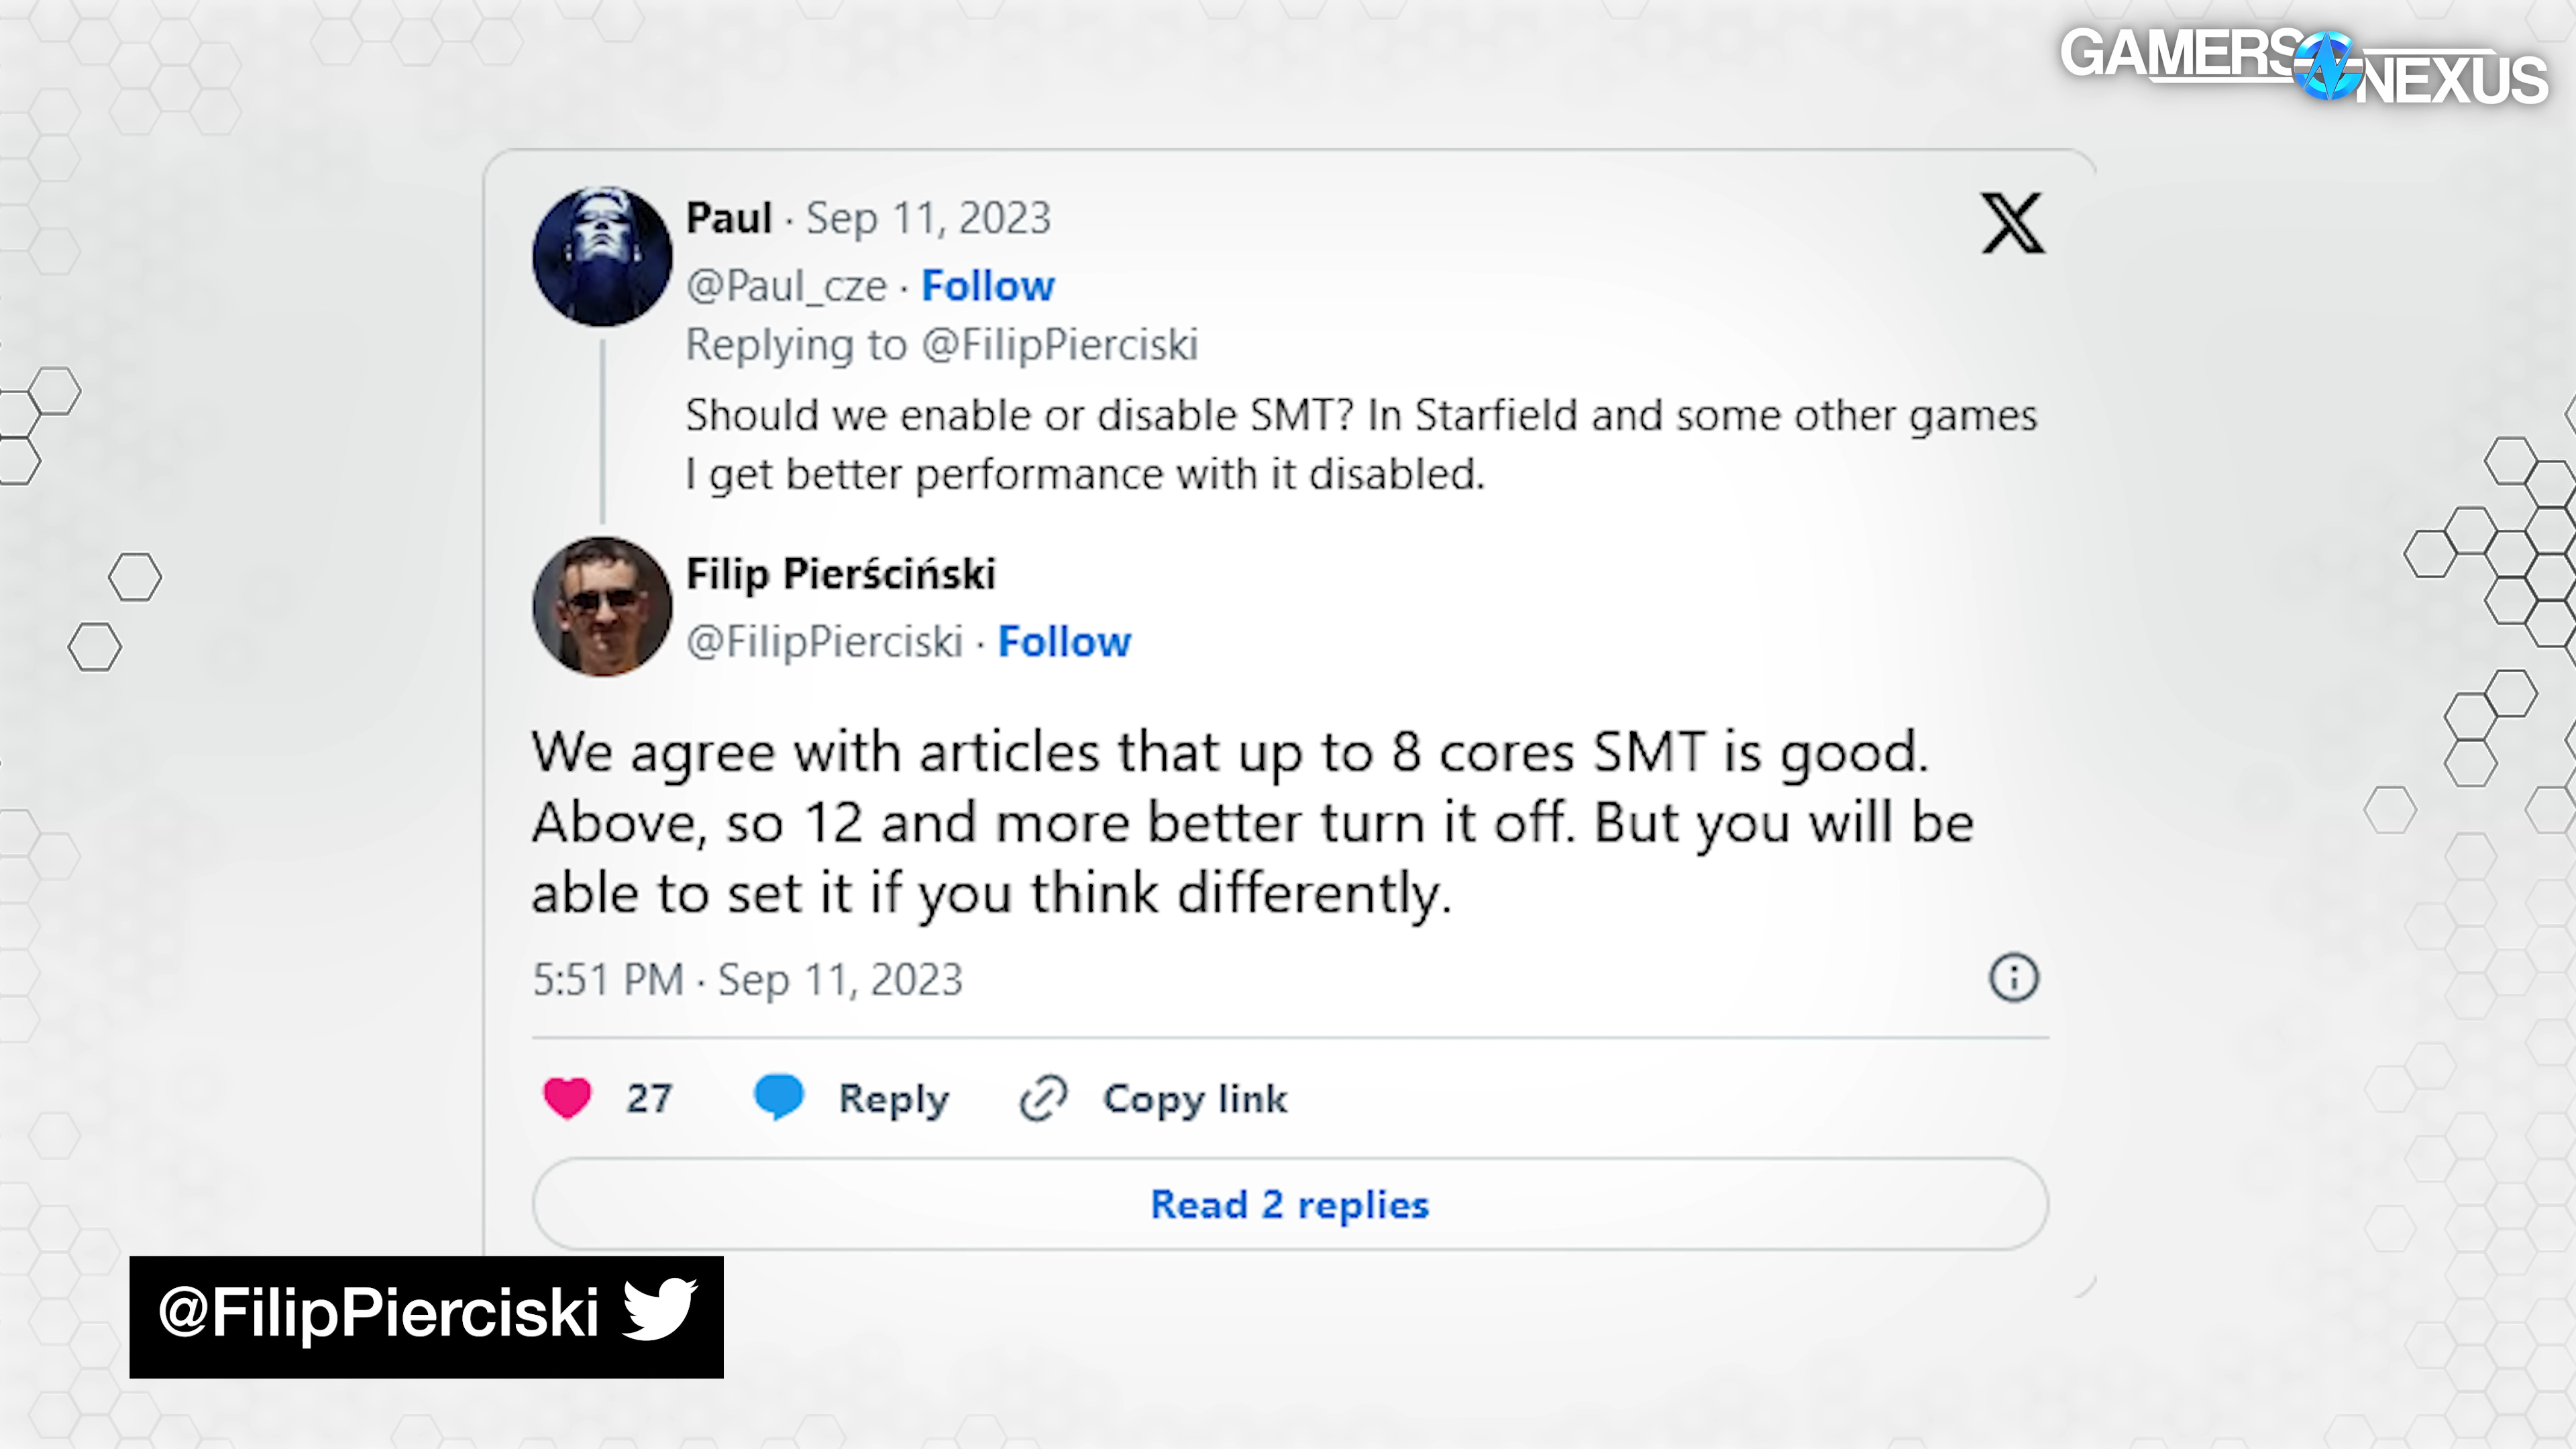 GAMERS NEXUS
Paul · Sep 11, 2023
@Paul_cze · Follow
Replying to @FilipPierciski
Should we enable or disable SMT? In Starfield and some other games
I get better performance with it disabled.
Filip Pierściński
@FilipPierciski · Follow
We agree with articles that up to 8 cores SMT is good.
Above, so 12 and more better turn it off. But you will be
able to set it if you think differently.
5:51 PM · Sep 11, 2023
27 Reply Copy link
Read 2 replies
@FilipPierciski